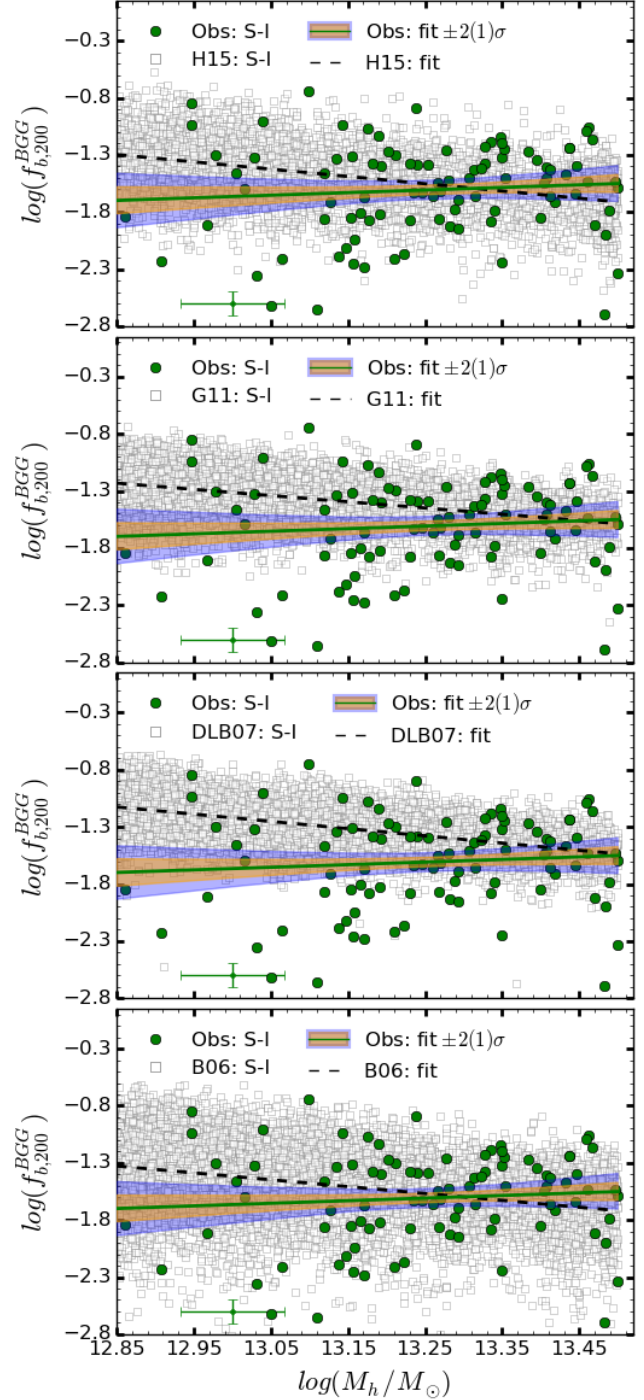 Obs: S-I Obs: fit ±2(1)σ
H15: S-I H15: fit
−0.3
−0.8
−1.3
−1.8
−2.3
−2.8
log(f_{b,200}^{BGG})
Obs: S-I Obs: fit ±2(1)σ
G11: S-I G11: fit
−0.3
−0.8
−1.3
−1.8
−2.3
−2.8
log(f_{b,200}^{BGG})
Obs: S-I Obs: fit ±2(1)σ
DLB07: S-I DLB07: fit
−0.3
−0.8
−1.3
−1.8
−2.3
−2.8
log(f_{b,200}^{BGG})
Obs: S-I Obs: fit ±2(1)σ
B06: S-I B06: fit
−0.3
−0.8
−1.3
−1.8
−2.3
−2.8
log(f_{b,200}^{BGG})
12.85 12.95 13.05 13.15 13.25 13.35 13.45
log(M_h/M_⊙)